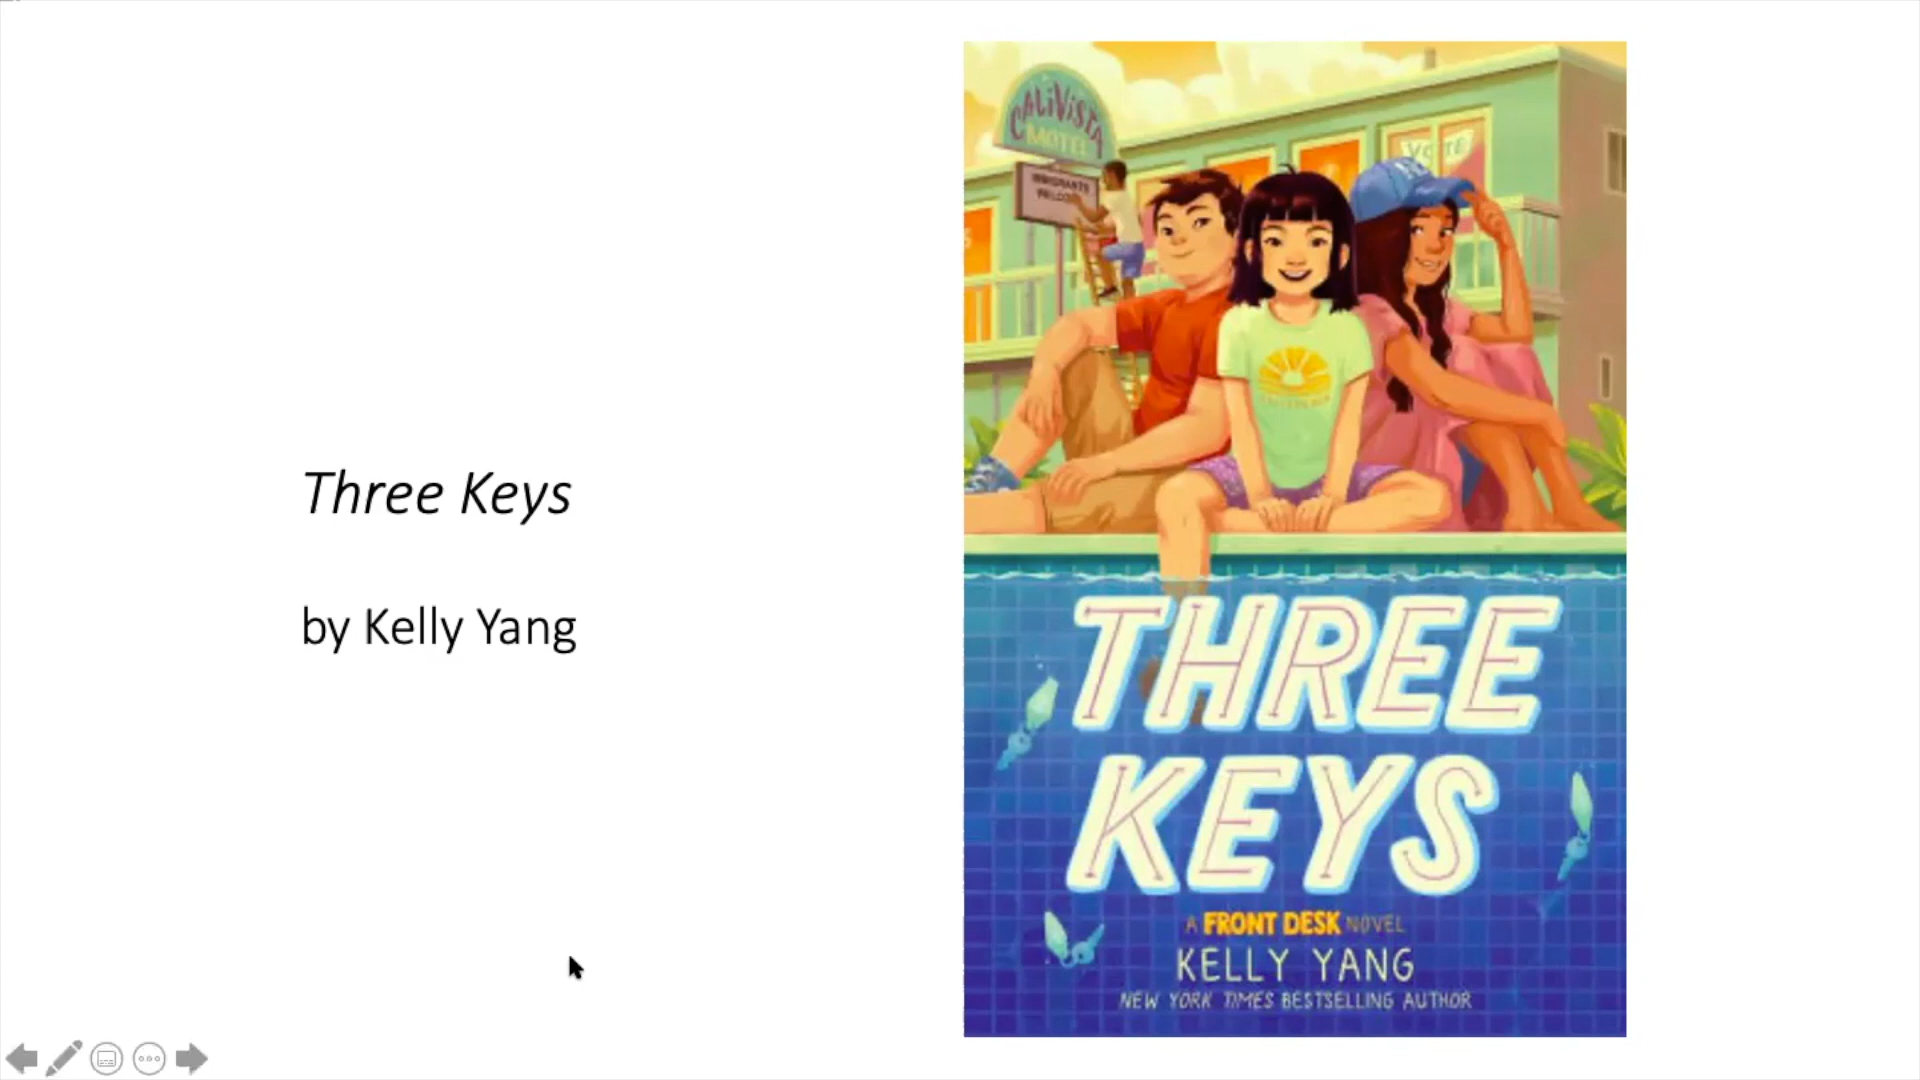 Three Keys
by Kelly Yang
CALIVISTA
MOTEL
IMMIGRANTS
VOTE
THREE
KEYS
A FRONT DESK NOVEL
KELLY YANG
NEW YORK TIMES BESTSELLING AUTHOR